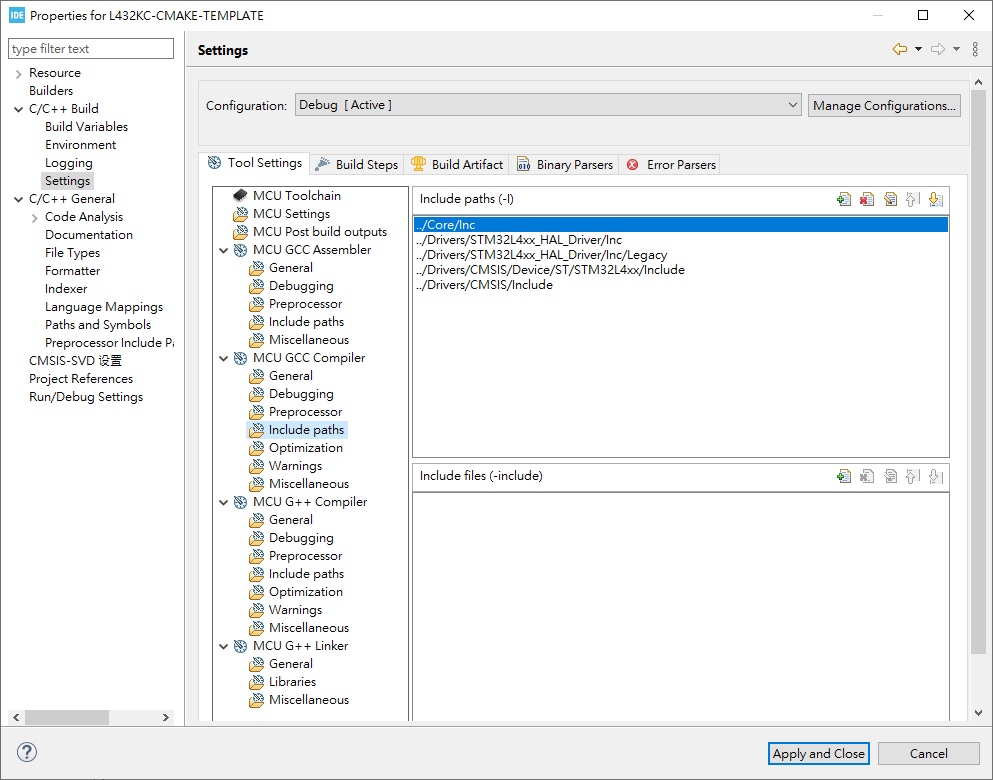 IDE Properties for L432KC-CMAKE-TEMPLATE
type filter text
Resource
Builders
C/C++ Build
Build Variables
Environment
Logging
Settings
C/C++ General
Code Analysis
Documentation
File Types
Formatter
Indexer
Language Mappings
Paths and Symbols
Preprocessor Include Pa
CMSIS-SVD 设置
Project References
Run/Debug Settings
Settings
Configuration:
Debug [ Active ]
Manage Configurations...
Tool Settings
Build Steps
Build Artifact
Binary Parsers
Error Parsers
MCU Toolchain
MCU Settings
MCU Post build outputs
MCU GCC Assembler
General
Debugging
Preprocessor
Include paths
Miscellaneous
MCU GCC Compiler
General
Debugging
Preprocessor
Include paths
Optimization
Warnings
Miscellaneous
MCU G++ Compiler
General
Debugging
Preprocessor
Include paths
Optimization
Warnings
Miscellaneous
MCU G++ Linker
General
Libraries
Miscellaneous
Include paths (-I)
../Core/Inc
../Drivers/STM32L4xx_HAL_Driver/Inc
../Drivers/STM32L4xx_HAL_Driver/Inc/Legacy
../Drivers/CMSIS/Device/ST/STM32L4xx/Include
../Drivers/CMSIS/Include
Include files (-include)
Apply and Close
Cancel